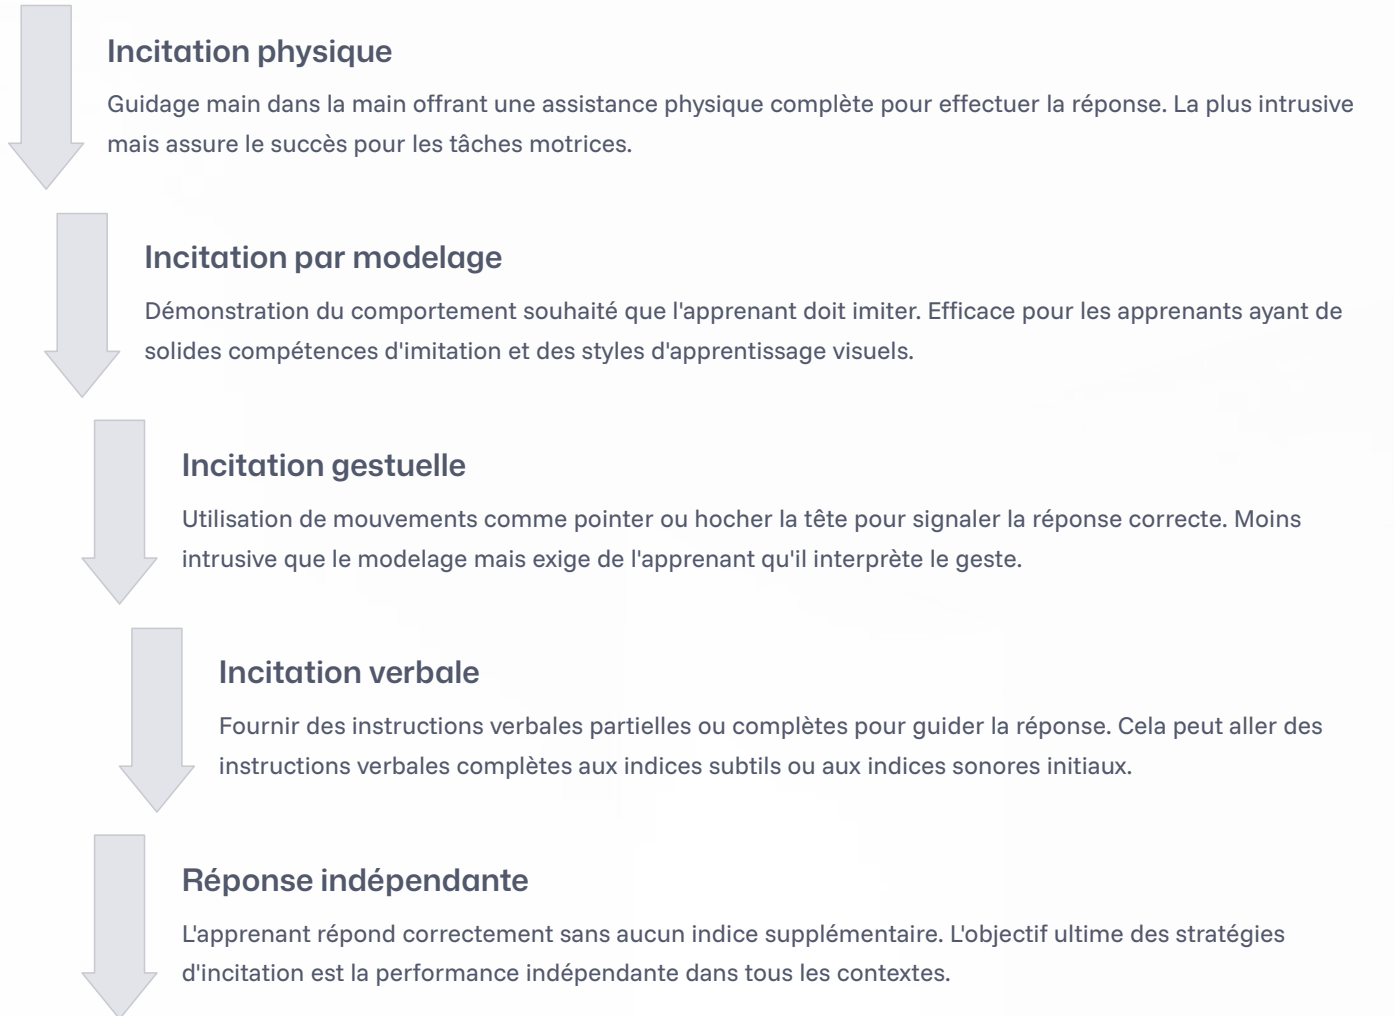 Incitation physique
Guidage main dans la main offrant une assistance physique complète pour effectuer la réponse. La plus intrusive
mais assure le succès pour les tâches motrices.
Incitation par modelage
Démonstration du comportement souhaité que l'apprenant doit imiter. Efficace pour les apprenants ayant de
solides compétences d'imitation et des styles d'apprentissage visuels.
Incitation gestuelle
Utilisation de mouvements comme pointer ou hocher la tête pour signaler la réponse correcte. Moins
intrusive que le modelage mais exige de l'apprenant qu'il interprète le geste.
Incitation verbale
Fournir des instructions verbales partielles ou complètes pour guider la réponse. Cela peut aller des
instructions verbales complètes aux indices subtils ou aux indices sonores initiaux.
Réponse indépendante
L'apprenant répond correctement sans aucun indice supplémentaire. L'objectif ultime des stratégies
d'incitation est la performance indépendante dans tous les contextes.